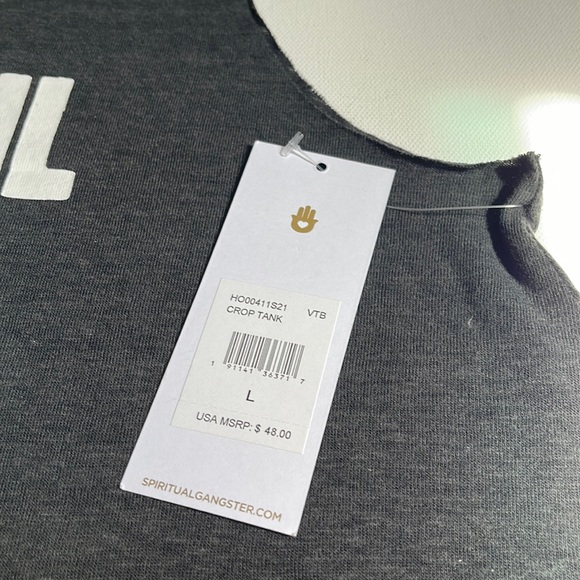 HO00411S21 VTB
CROP TANK
1 91141 36371 7
L
USA MSRP: $ 48.00
SPIRITUALGANGSTER.COM